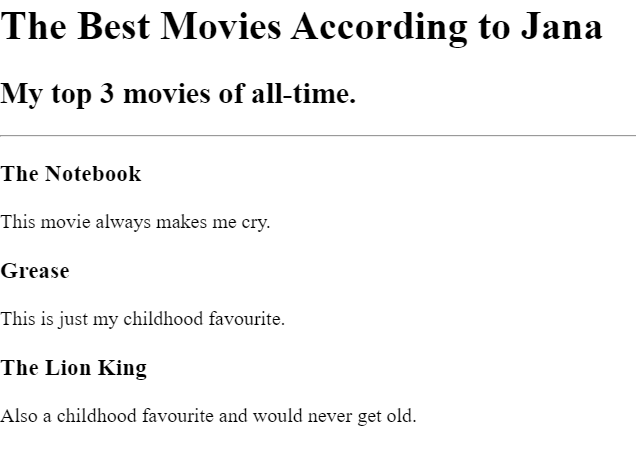 The Best Movies According to Jana
My top 3 movies of all-time.
The Notebook
This movie always makes me cry.
Grease
This is just my childhood favourite.
The Lion King
Also a childhood favourite and would never get old.